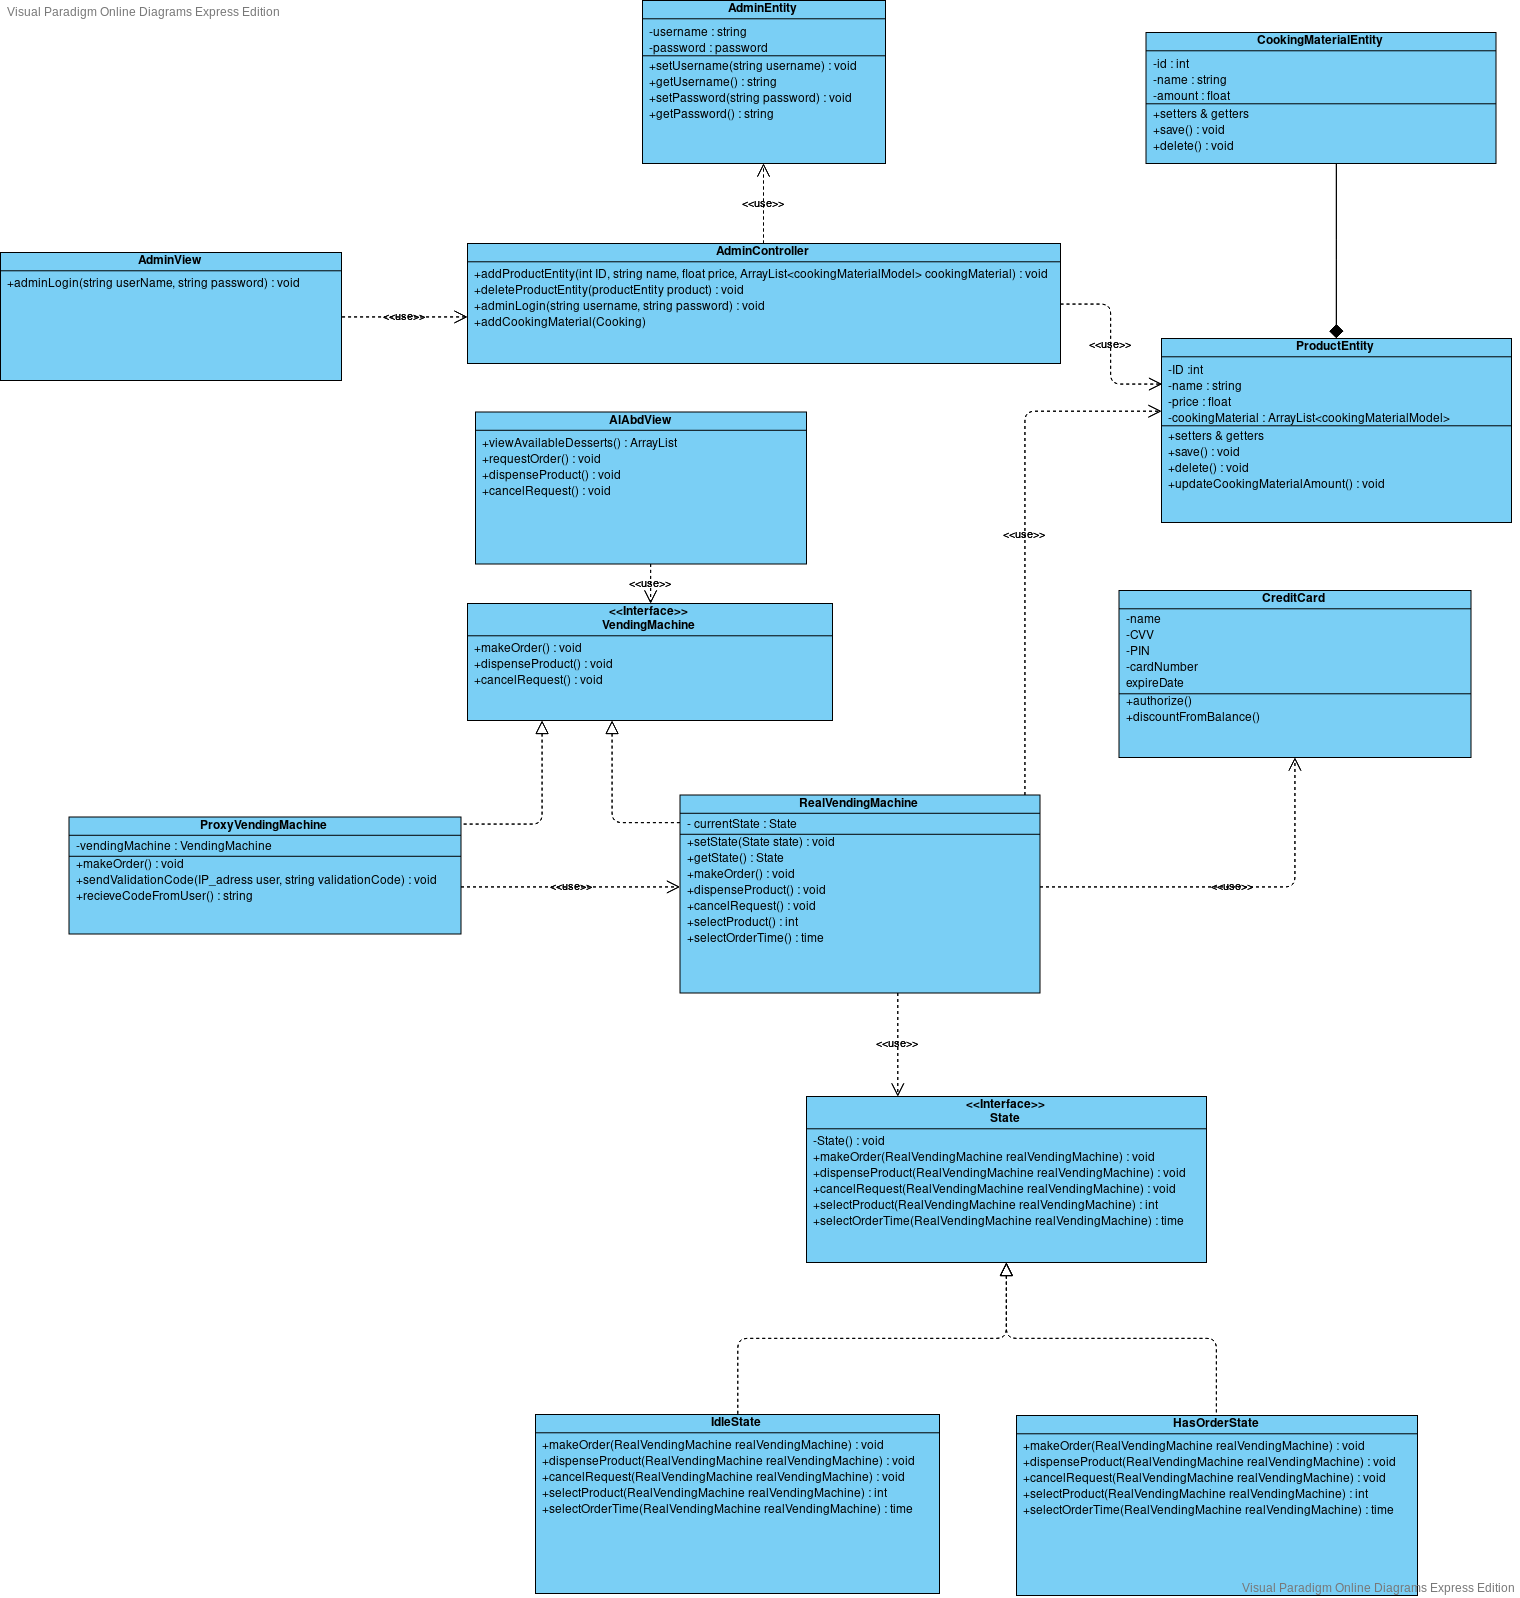 Visual Paradigm Online Diagrams Express Edition
AdminEntity
-username : string
-password : password
+setUsername(string username) : void
+getUsername() : string
+setPassword(string password) : void
+getPassword() : string
CookingMaterialEntity
-id : int
-name : string
-amount : float
+setters & getters
+save() : void
+delete() : void
<<use>>
AdminView
+adminLogin(string userName, string password) : void
<<use>>
AdminController
+addProductEntity(int ID, string name, float price, ArrayList<cookingMaterialModel> cookingMaterial) : void
+deleteProductEntity(productEntity product) : void
+adminLogin(string username, string password) : void
+addCookingMaterial(Cooking)
<<use>>
ProductEntity
-ID :int
-name : string
-price : float
-cookingMaterial : ArrayList<cookingMaterialModel>
+setters & getters
+save() : void
+delete() : void
+updateCookingMaterialAmount() : void
AlAbdView
+viewAvailableDesserts() : ArrayList
+requestOrder() : void
+dispenseProduct() : void
+cancelRequest() : void
<<use>>
<<use>>
<<Interface>>
VendingMachine
+makeOrder() : void
+dispenseProduct() : void
+cancelRequest() : void
CreditCard
-name
-CVV
-PIN
-cardNumber
expireDate
+authorize()
+discountFromBalance()
ProxyVendingMachine
-vendingMachine : VendingMachine
+makeOrder() : void
+sendValidationCode(IP_adress user, string validationCode) : void
+recieveCodeFromUser() : string
<<use>>
RealVendingMachine
- currentState : State
+setState(State state) : void
+getState() : State
+makeOrder() : void
+dispenseProduct() : void
+cancelRequest() : void
+selectProduct() : int
+selectOrderTime() : time
<<use>>
<<use>>
<<Interface>>
State
-State() : void
+makeOrder(RealVendingMachine realVendingMachine) : void
+dispenseProduct(RealVendingMachine realVendingMachine) : void
+cancelRequest(RealVendingMachine realVendingMachine) : void
+selectProduct(RealVendingMachine realVendingMachine) : int
+selectOrderTime(RealVendingMachine realVendingMachine) : time
IdleState
+makeOrder(RealVendingMachine realVendingMachine) : void
+dispenseProduct(RealVendingMachine realVendingMachine) : void
+cancelRequest(RealVendingMachine realVendingMachine) : void
+selectProduct(RealVendingMachine realVendingMachine) : int
+selectOrderTime(RealVendingMachine realVendingMachine) : time
HasOrderState
+makeOrder(RealVendingMachine realVendingMachine) : void
+dispenseProduct(RealVendingMachine realVendingMachine) : void
+cancelRequest(RealVendingMachine realVendingMachine) : void
+selectProduct(RealVendingMachine realVendingMachine) : int
+selectOrderTime(RealVendingMachine realVendingMachine) : time
Visual Paradigm Online Diagrams Express Edition